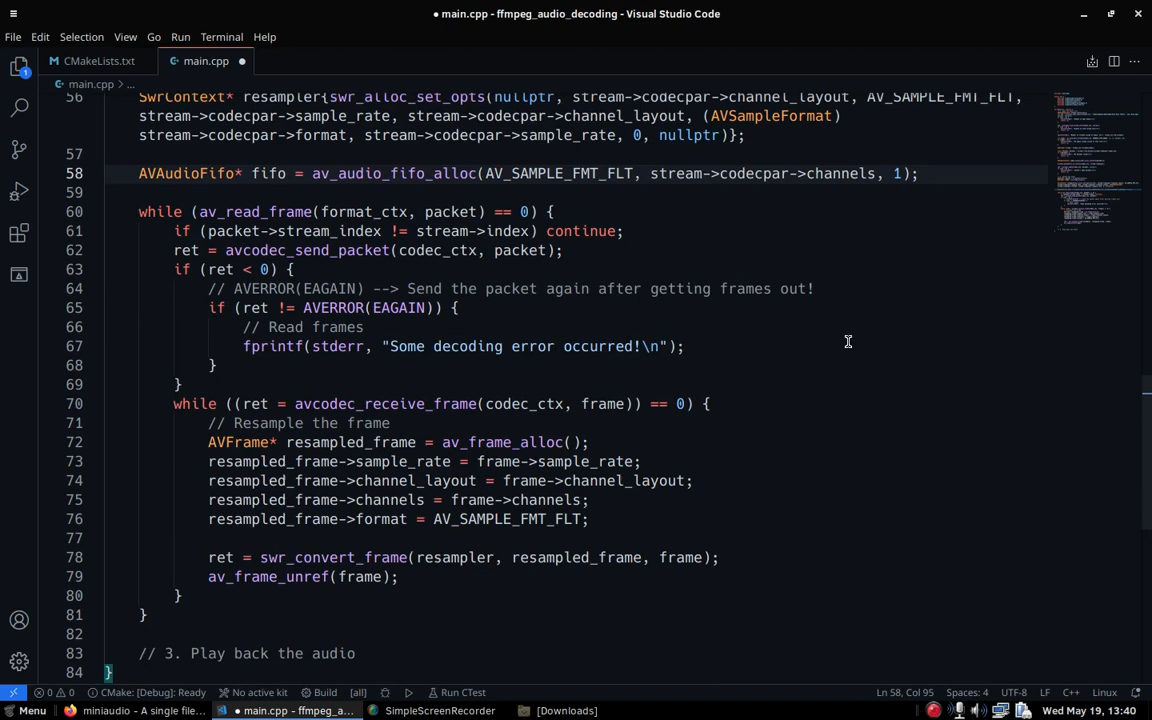 ● main.cpp - ffmpeg_audio_decoding - Visual Studio Code
File Edit Selection View Go Run Terminal Help
1
M CMakeLists.txt
C++ main.cpp ●
C++ main.cpp > ...
56 SwrContext* resampler{swr_alloc_set_opts(nullptr, stream->codecpar->channel_layout, AV_SAMPLE_FMT_FLT,
stream->codecpar->sample_rate, stream->codecpar->channel_layout, (AVSampleFormat)
stream->codecpar->format, stream->codecpar->sample_rate, 0, nullptr)};
57
58 AVAudioFifo* fifo = av_audio_fifo_alloc(AV_SAMPLE_FMT_FLT, stream->codecpar->channels, 1);
59
60 while (av_read_frame(format_ctx, packet) == 0) {
61 if (packet->stream_index != stream->index) continue;
62 ret = avcodec_send_packet(codec_ctx, packet);
63 if (ret < 0) {
64 // AVERROR(EAGAIN) --> Send the packet again after getting frames out!
65 if (ret != AVERROR(EAGAIN)) {
66 // Read frames
67 fprintf(stderr, "Some decoding error occurred!\n");
68 }
69 }
70 while ((ret = avcodec_receive_frame(codec_ctx, frame)) == 0) {
71 // Resample the frame
72 AVFrame* resampled_frame = av_frame_alloc();
73 resampled_frame->sample_rate = frame->sample_rate;
74 resampled_frame->channel_layout = frame->channel_layout;
75 resampled_frame->channels = frame->channels;
76 resampled_frame->format = AV_SAMPLE_FMT_FLT;
77
78 ret = swr_convert_frame(resampler, resampled_frame, frame);
79 av_frame_unref(frame);
80 }
81 }
82
83 // 3. Play back the audio
84 }
0 0 CMake: [Debug]: Ready No active kit Build [all] Run CTest Ln 58, Col 95 Spaces: 4 UTF-8 LF C++ Linux
Menu miniaudio - A single file... ● main.cpp - ffmpeg_a... SimpleScreenRecorder [Downloads] Wed May 19, 13:40